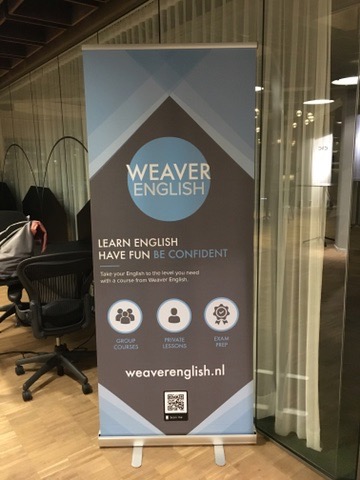 WEAVER
ENGLISH
LEARN ENGLISH
HAVE FUN BE CONFIDENT
Take your English to the level you need
with a course from Weaver English.
GROUP
COURSES
PRIVATE
LESSONS
EXAM
PREP
weaverenglish.nl